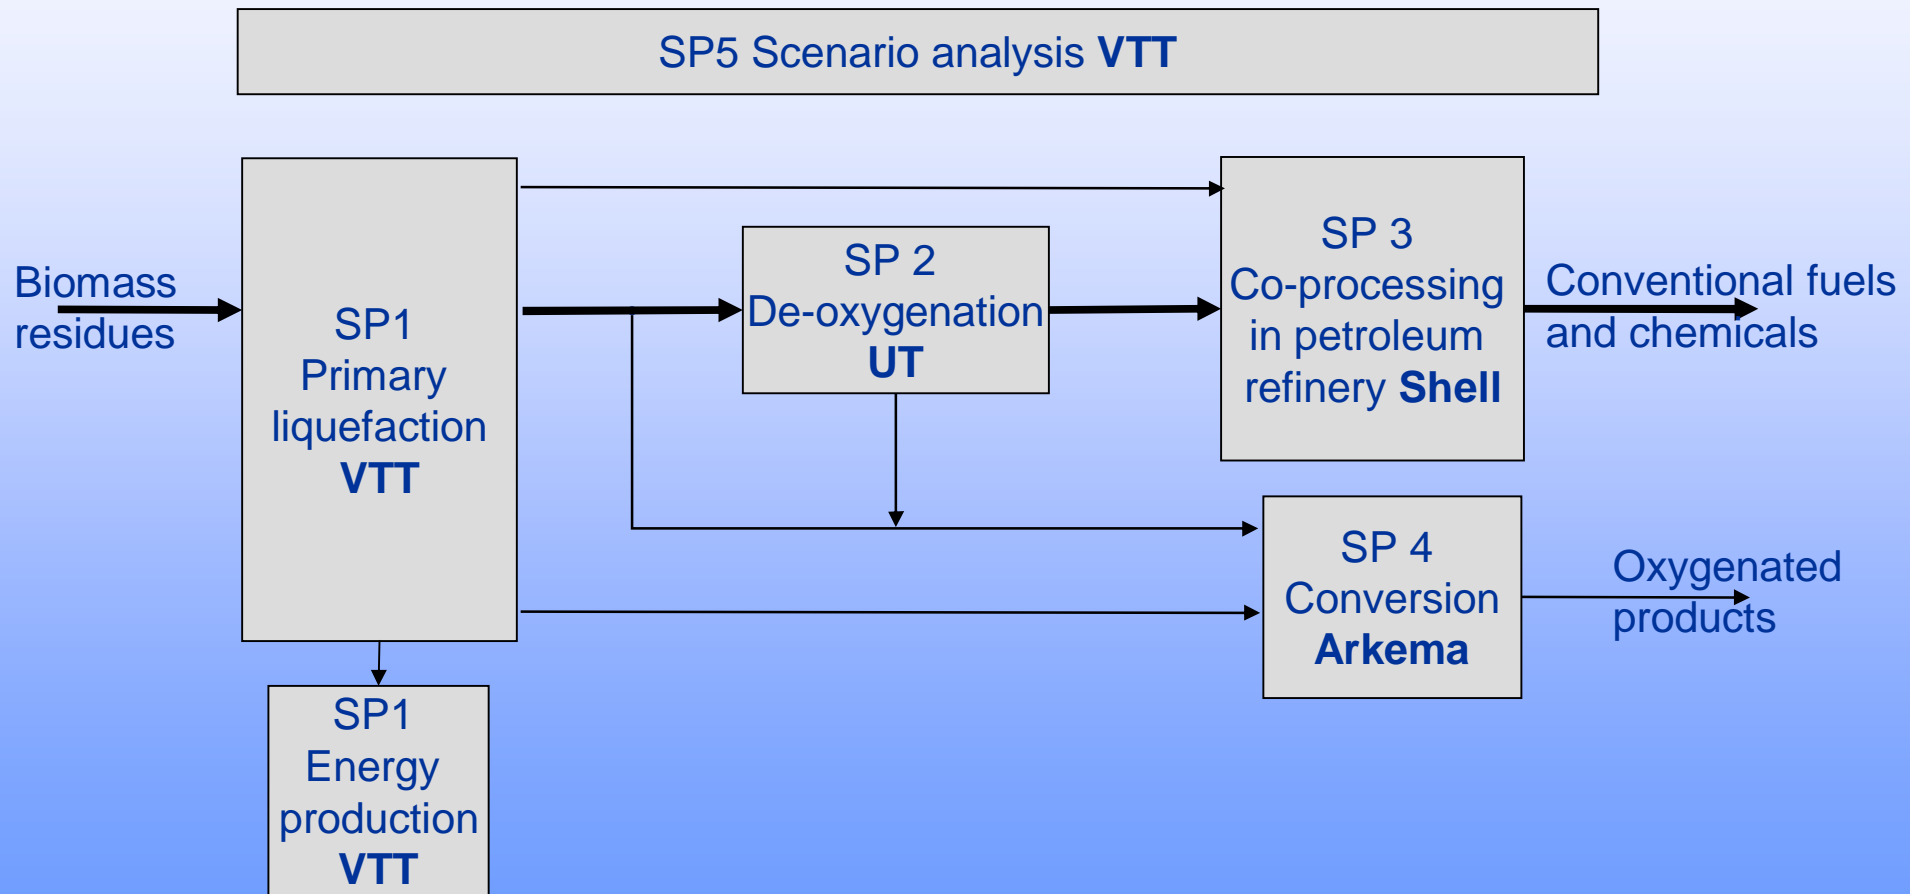 SP5 Scenario analysis VTT
Biomass
residues
SP1
Primary
liquefaction
VTT
SP 2
De-oxygenation
UT
SP 3
Co-processing
in petroleum
refinery Shell
Conventional fuels
and chemicals
SP 4
Conversion
Arkema
Oxygenated
products
SP1
Energy
production
VTT